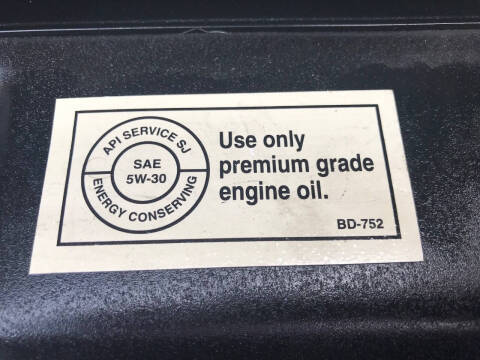 API SERVICE SJ
SAE
5W-30
ENERGY CONSERVING
Use only
premium grade
engine oil.
BD-752